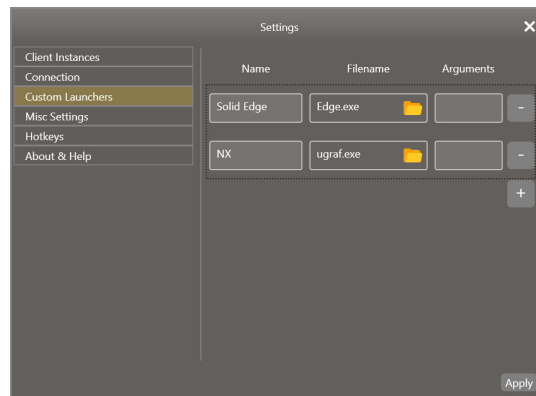 Settings
Client Instances
Connection
Custom Launchers
Misc Settings
Hotkeys
About & Help
Name Filename Arguments
Solid Edge Edge.exe -
NX ugraf.exe -
+
Apply